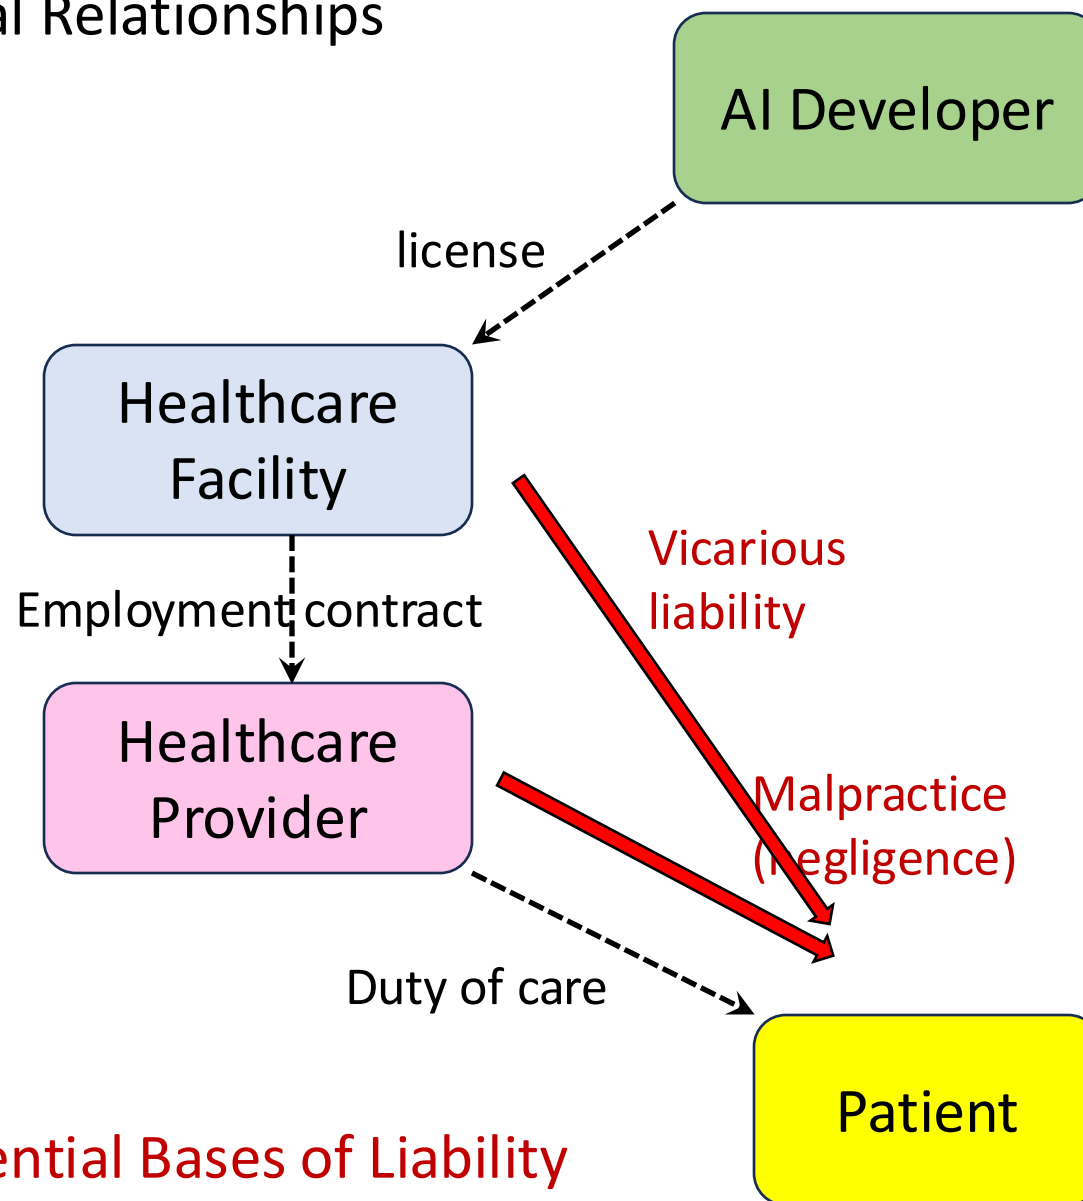 al Relationships
AI Developer
license
Healthcare
Facility
Vicarious
liability
Employment contract
Healthcare
Provider
Malpractice
(negligence)
Duty of care
Patient
ential Bases of Liability